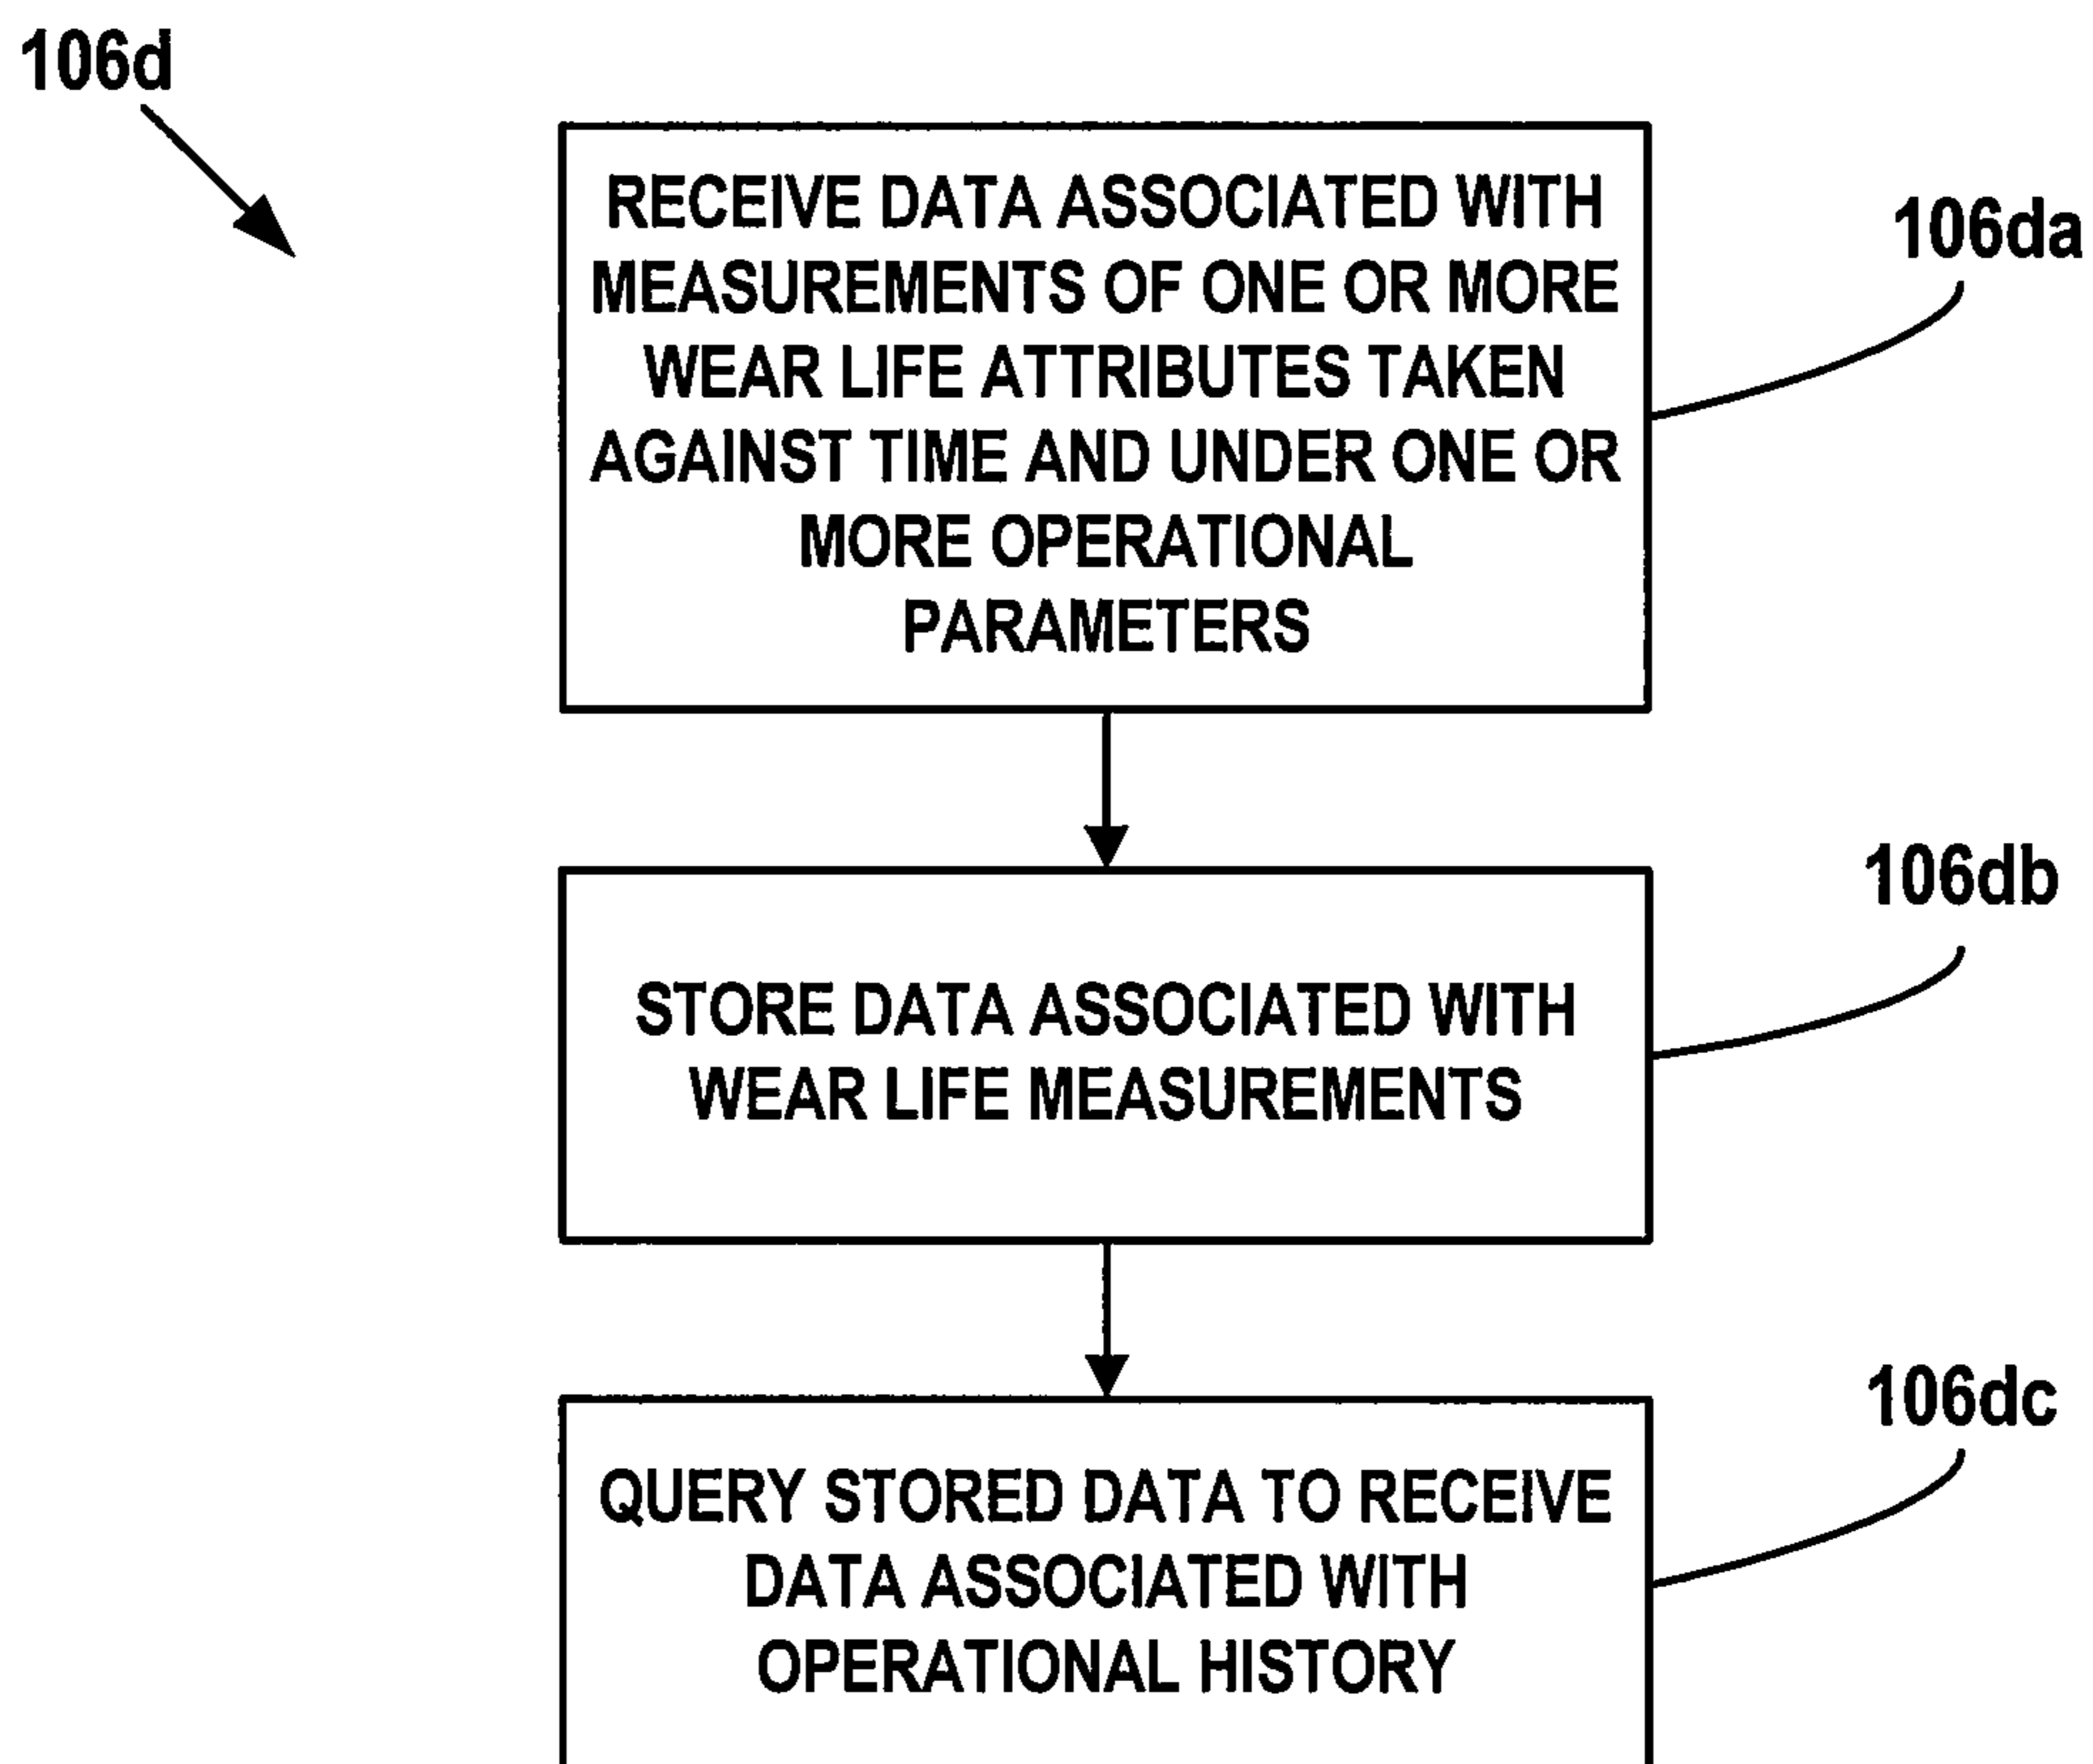 106d
RECEIVE DATA ASSOCIATED WITH
MEASUREMENTS OF ONE OR MORE
WEAR LIFE ATTRIBUTES TAKEN
AGAINST TIME AND UNDER ONE OR
MORE OPERATIONAL
PARAMETERS
106da
STORE DATA ASSOCIATED WITH
WEAR LIFE MEASUREMENTS
106db
QUERY STORED DATA TO RECEIVE
DATA ASSOCIATED WITH
OPERATIONAL HISTORY
106dc